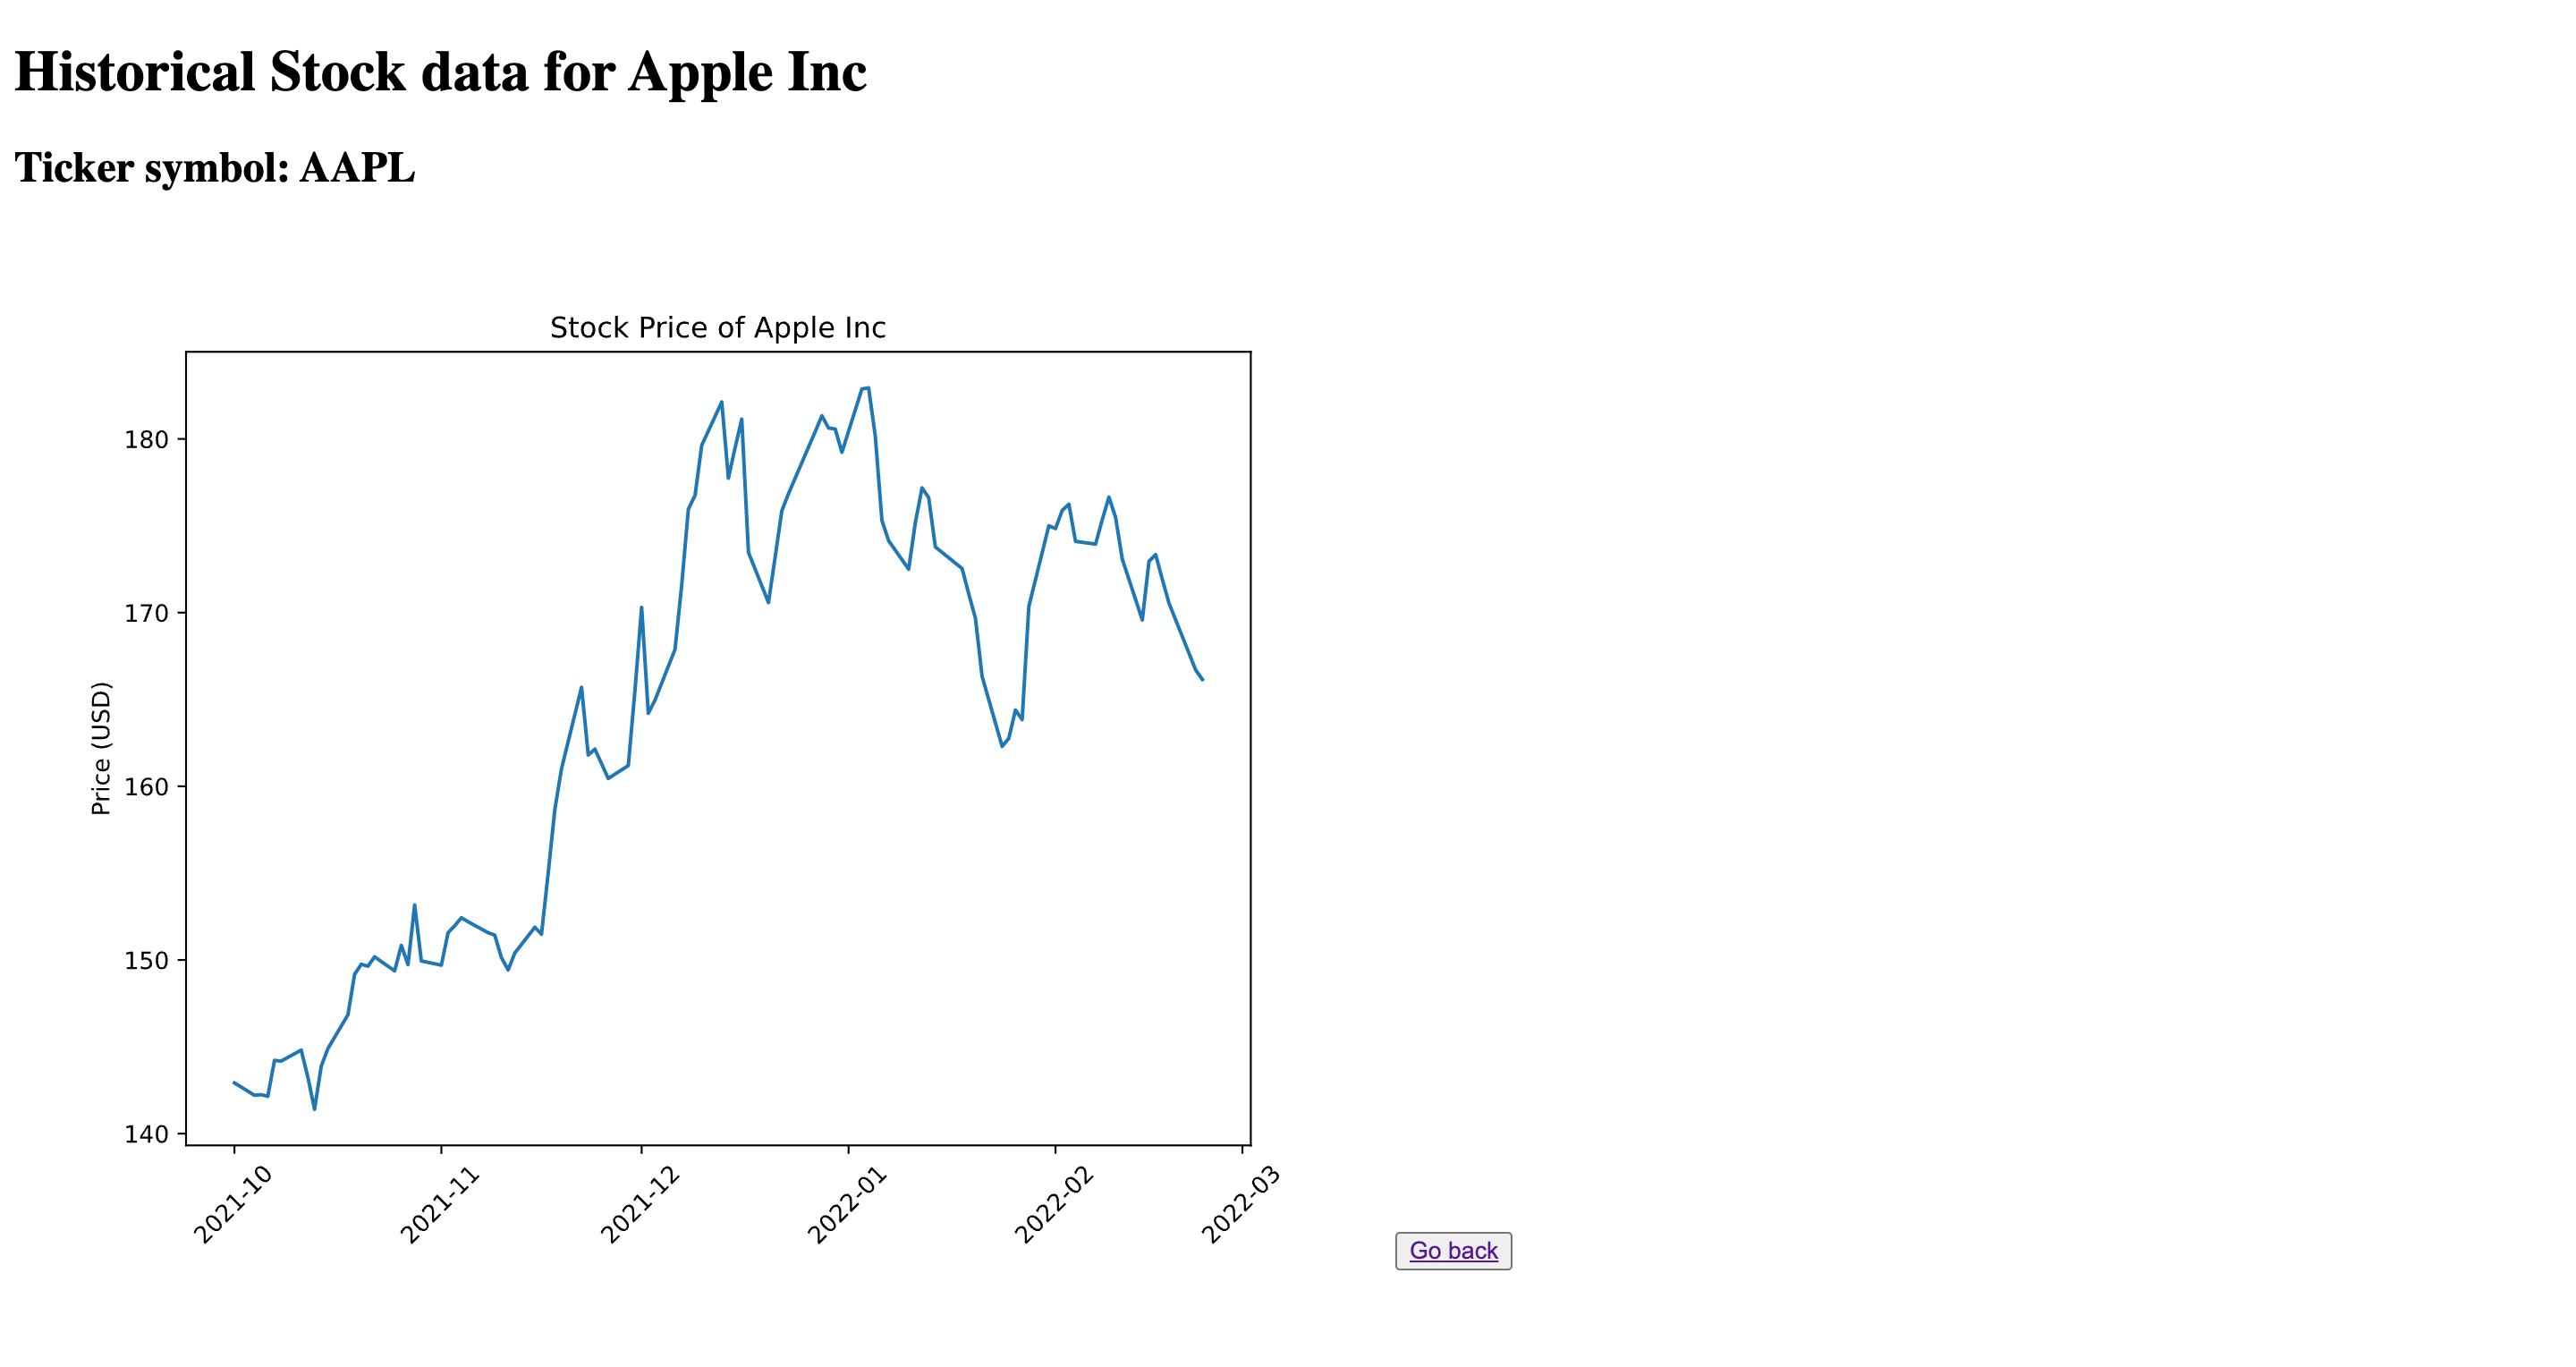 Historical Stock data for Apple Inc
Ticker symbol: AAPL
Stock Price of Apple Inc
180
170
160
150
140
Price (USD)
2021-10
2021-11
2021-12
2022-01
2022-02
2022-03
Go back